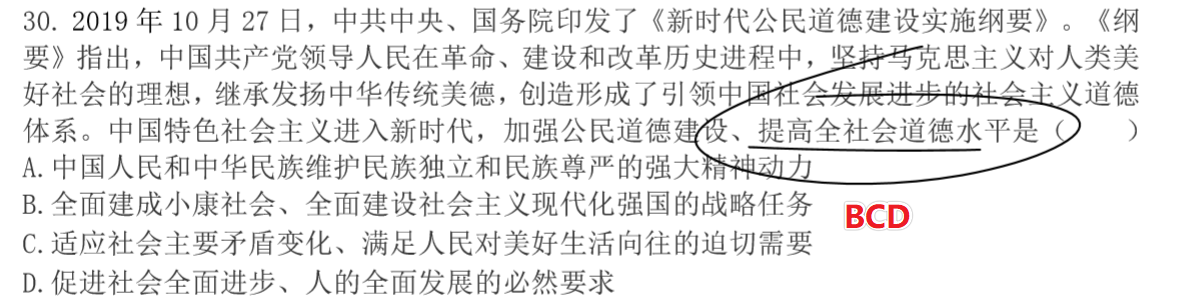 30. 2019 年 10 月 27 日，中共中央、国务院印发了《新时代公民道德建设实施纲要》。《纲
要》指出，中国共产党领导人民在革命、建设和改革历史进程中，坚持马克思主义对人类美
好社会的理想，继承发扬中华传统美德，创造形成了引领中国社会发展进步的社会主义道德
体系。中国特色社会主义进入新时代，加强公民道德建设、提高全社会道德水平是（　　）
A.中国人民和中华民族维护民族独立和民族尊严的强大精神动力
B.全面建成小康社会、全面建设社会主义现代化强国的战略任务
BCD
C.适应社会主要矛盾变化、满足人民对美好生活向往的迫切需要
D.促进社会全面进步、人的全面发展的必然要求